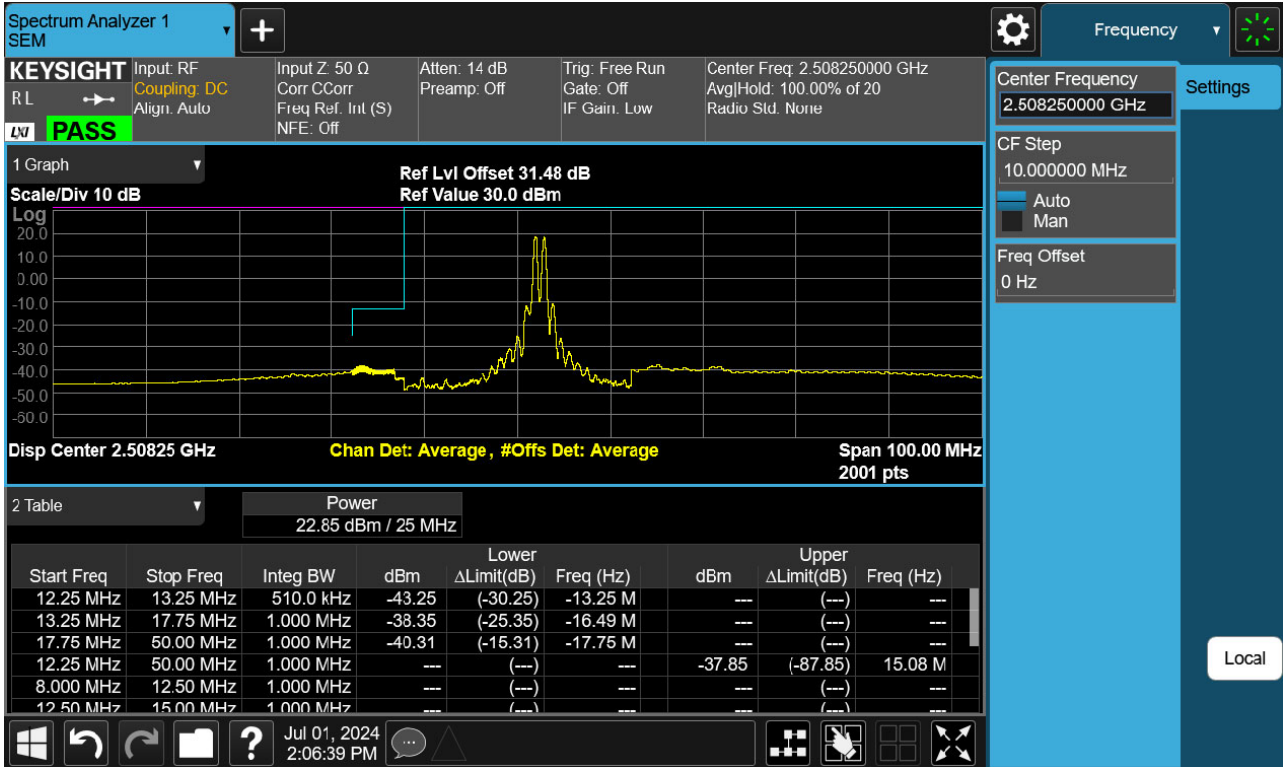 Spectrum Analyzer 1
SEM
Frequency
KEYSIGHT
RL
LXI
PASS
Input: RF
Coupling: DC
Align: Auto
Input Z: 50 Ω
Corr CCorr
Freq Ref: Int (S)
NFE: Off
Atten: 14 dB
Preamp: Off
Trig: Free Run
Gate: Off
IF Gain: Low
Center Freq: 2.508250000 GHz
Avg|Hold: 100.00% of 20
Radio Std: None
Center Frequency
2.508250000 GHz
Settings
CF Step
10.000000 MHz
Auto
Man
Freq Offset
0 Hz
Local
1 Graph
Scale/Div 10 dB
Ref Lvl Offset 31.48 dB
Ref Value 30.0 dBm
Log
20.0
10.0
0.00
-10.0
-20.0
-30.0
-40.0
-50.0
-60.0
Disp Center 2.50825 GHz
Chan Det: Average , #Offs Det: Average
Span 100.00 MHz
2001 pts
2 Table
Power
22.85 dBm / 25 MHz
Lower Upper
Start Freq Stop Freq Integ BW dBm ΔLimit(dB) Freq (Hz) dBm ΔLimit(dB) Freq (Hz)
12.25 MHz 13.25 MHz 510.0 kHz -43.25 (-30.25) -13.25 M --- (---) ---
13.25 MHz 17.75 MHz 1.000 MHz -38.35 (-25.35) -16.49 M --- (---) ---
17.75 MHz 50.00 MHz 1.000 MHz -40.31 (-15.31) -17.75 M --- (---) ---
12.25 MHz 50.00 MHz 1.000 MHz --- (---) --- -37.85 (-87.85) 15.08 M
8.000 MHz 12.50 MHz 1.000 MHz --- (---) --- --- (---) ---
12.50 MHz 15.00 MHz 1.000 MHz --- (---) --- --- (---) ---
?
Jul 01, 2024
2:06:39 PM